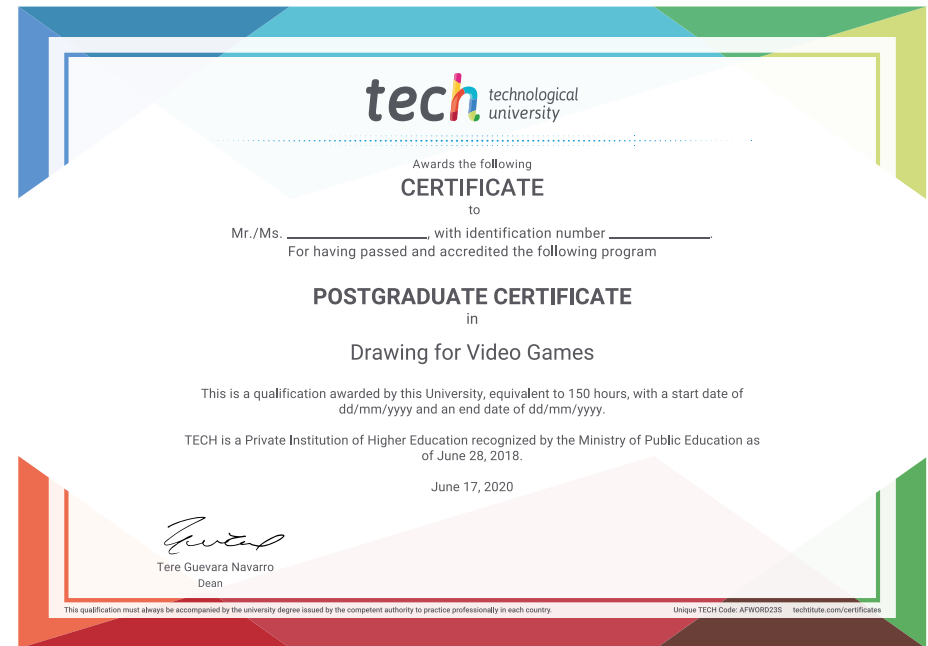 tech technological
university
Awards the following
CERTIFICATE
to
Mr./Ms. ____________________, with identification number ______________.
For having passed and accredited the following program
POSTGRADUATE CERTIFICATE
in
Drawing for Video Games
This is a qualification awarded by this University, equivalent to 150 hours, with a start date of
dd/mm/yyyy and an end date of dd/mm/yyyy.
TECH is a Private Institution of Higher Education recognized by the Ministry of Public Education as
of June 28, 2018.
June 17, 2020
Tere Guevara Navarro
Dean
This qualification must always be accompanied by the university degree issued by the competent authority to practice professionally in each country.
Unique TECH Code: AFWORD23S techtitute.com/certificates